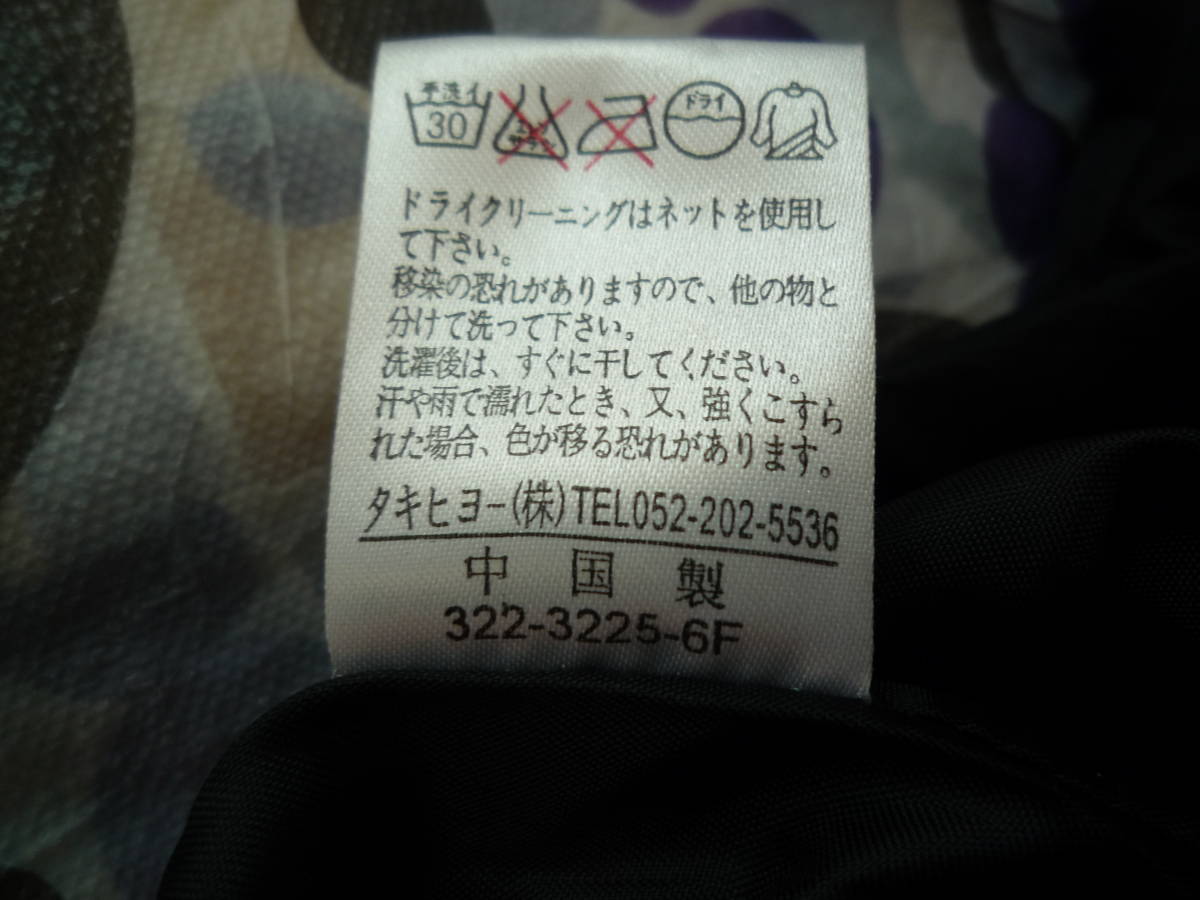 手洗イ
30
ドライ
ドライクリーニングはネットを使用し
て下さい。
移染の恐れがありますので、他の物と
分けて洗って下さい。
洗濯後は、すぐに干してください。
汗や雨で濡れたとき、又、強くこすら
れた場合、色が移る恐れがあります。
タキヒヨー(株)TEL052-202-5536
中国製
322-3225-6F